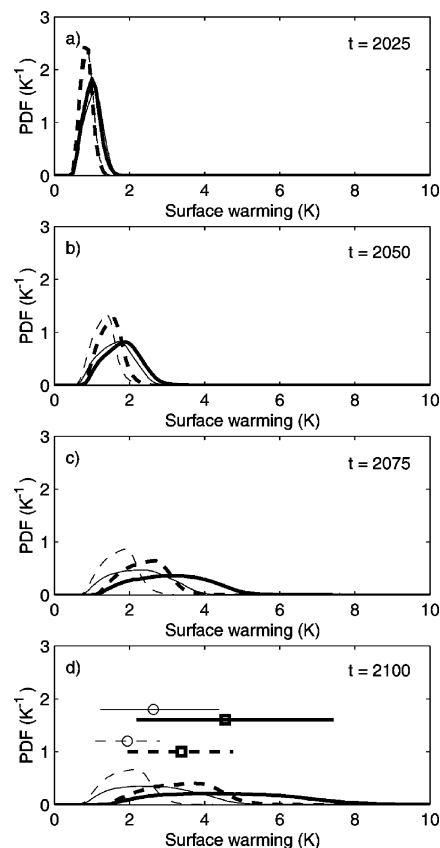 a)
t = 2025
PDF (K⁻¹)
3
2
1
0
0 2 4 6 8 10
Surface warming (K)
b)
t = 2050
PDF (K⁻¹)
3
2
1
0
0 2 4 6 8 10
Surface warming (K)
c)
t = 2075
PDF (K⁻¹)
3
2
1
0
0 2 4 6 8 10
Surface warming (K)
d)
t = 2100
PDF (K⁻¹)
3
2
1
0
0 2 4 6 8 10
Surface warming (K)